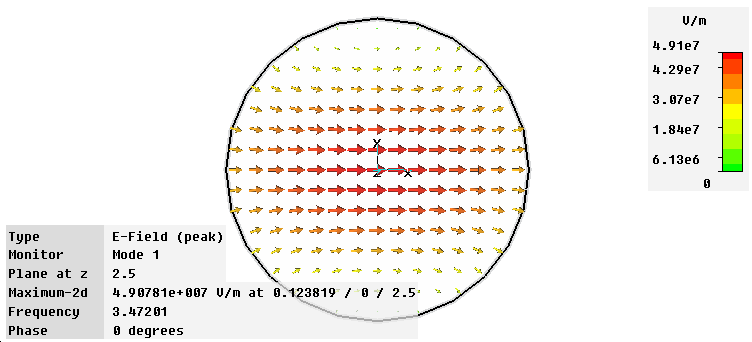 V/m
4.91e7
4.29e7
3.07e7
1.84e7
6.13e6
0
X
Z
X
Type E-Field (peak)
Monitor Mode 1
Plane at z 2.5
Maximum-2d 4.90781e+007 V/m at 0.123819 / 0 / 2.5
Frequency 3.47201
Phase 0 degrees